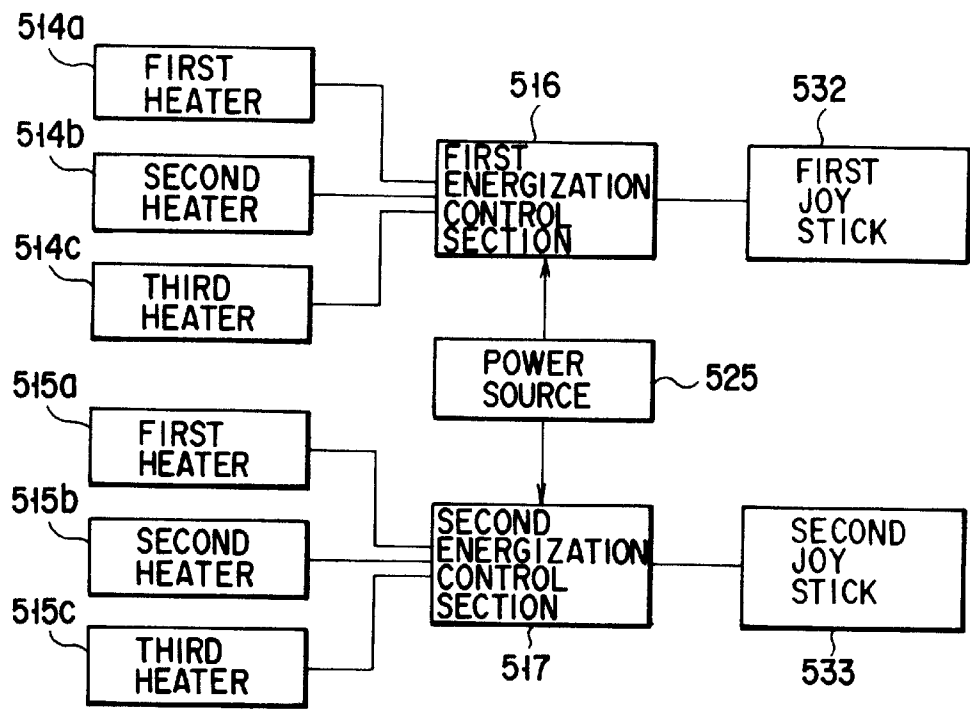 514a
FIRST
HEATER
514b
SECOND
HEATER
514c
THIRD
HEATER
516
FIRST
ENERGIZATION
CONTROL
SECTION
532
FIRST
JOY
STICK
POWER
SOURCE
525
515a
FIRST
HEATER
515b
SECOND
HEATER
515c
THIRD
HEATER
SECOND
ENERGIZATION
CONTROL
SECTION
517
SECOND
JOY
STICK
533